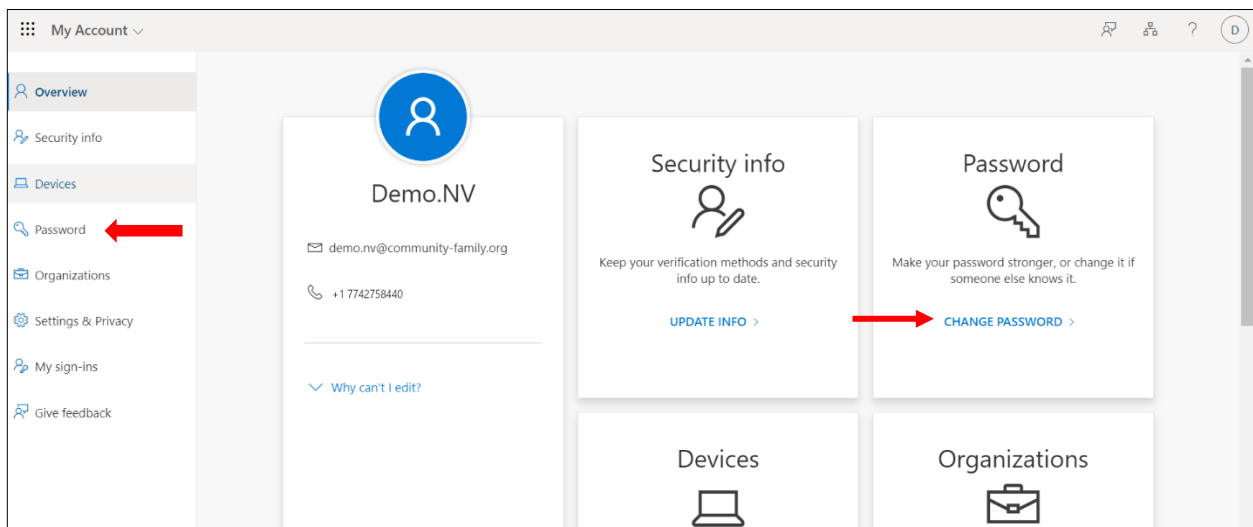 My Account
?
D
Overview
Security info
Devices
Password
Organizations
Settings & Privacy
My sign-ins
Give feedback
Demo.NV
demo.nv@community-family.org
+1 7742758440
Why can't I edit?
Security info
Keep your verification methods and security
info up to date.
UPDATE INFO >
Password
Make your password stronger, or change it if
someone else knows it.
CHANGE PASSWORD >
Devices
Organizations